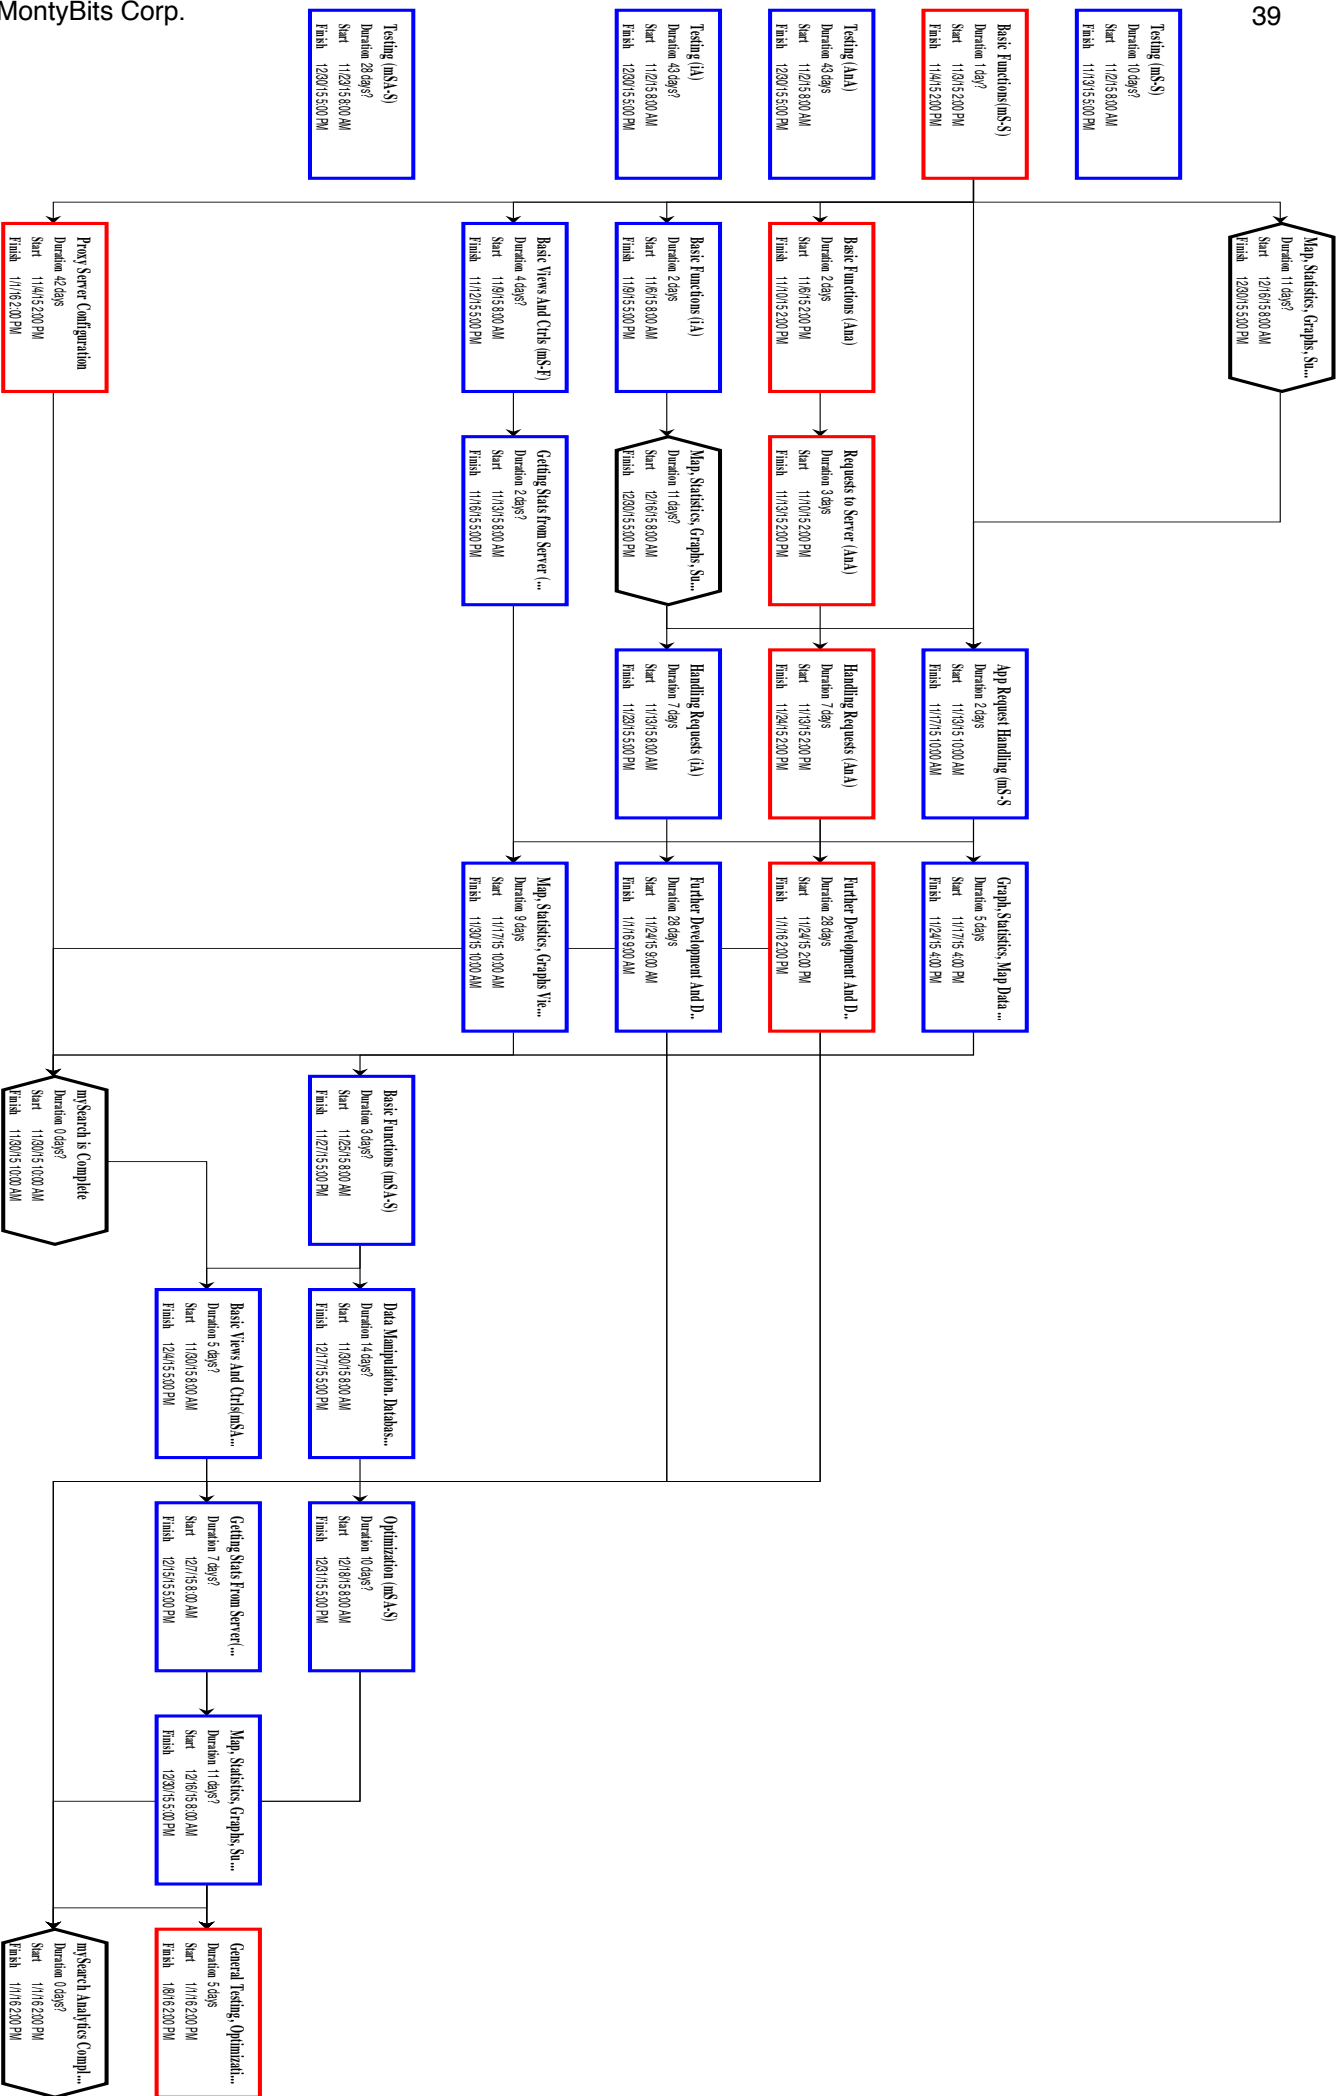 MontyBits Corp.
39
Testing (mS-S)
Duration 10 days?
Start 11/2/15 8:00 AM
Finish 11/13/15 5:00 PM
Basic Functions(mS-S)
Duration 1 day?
Start 11/3/15 2:00 PM
Finish 11/4/15 2:00 PM
Testing (AnA)
Duration 43 days
Start 11/2/15 8:00 AM
Finish 12/30/15 5:00 PM
Testing (iA)
Duration 43 days?
Start 11/2/15 8:00 AM
Finish 12/30/15 5:00 PM
Testing (mSA-S)
Duration 28 days?
Start 11/23/15 8:00 AM
Finish 12/30/15 5:00 PM
Map, Statistics, Graphs, Su...
Duration 11 days?
Start 12/16/15 8:00 AM
Finish 12/30/15 5:00 PM
Basic Functions (Ana)
Duration 2 days
Start 11/6/15 2:00 PM
Finish 11/10/15 2:00 PM
Basic Functions (iA)
Duration 2 days
Start 11/6/15 8:00 AM
Finish 11/9/15 5:00 PM
Basic Views And Ctrls (mS-F)
Duration 4 days?
Start 11/9/15 8:00 AM
Finish 11/12/15 5:00 PM
Proxy Server Configuration
Duration 42 days
Start 11/4/15 2:00 PM
Finish 1/1/16 2:00 PM
Requests to Server (AnA)
Duration 3 days
Start 11/10/15 2:00 PM
Finish 11/13/15 2:00 PM
Map, Statistics, Graphs, Su...
Duration 11 days?
Start 12/16/15 8:00 AM
Finish 12/30/15 5:00 PM
Getting Stats from Server (...
Duration 2 days?
Start 11/13/15 8:00 AM
Finish 11/16/15 5:00 PM
App Request Handling (mS-S
Duration 2 days
Start 11/13/15 10:00 AM
Finish 11/17/15 10:00 AM
Handling Requests (AnA)
Duration 7 days
Start 11/13/15 2:00 PM
Finish 11/24/15 2:00 PM
Handling Requests (iA)
Duration 7 days
Start 11/13/15 8:00 AM
Finish 11/23/15 5:00 PM
Graph, Statistics, Map Data ...
Duration 5 days
Start 11/17/15 4:00 PM
Finish 11/24/15 4:00 PM
Further Development And D...
Duration 28 days
Start 11/24/15 2:00 PM
Finish 1/1/16 2:00 PM
Further Development And D...
Duration 28 days
Start 11/24/15 9:00 AM
Finish 1/1/16 9:00 AM
Map, Statistics, Graphs Vie...
Duration 9 days
Start 11/17/15 10:00 AM
Finish 11/30/15 10:00 AM
Basic Functions (mSA-S)
Duration 3 days?
Start 11/25/15 8:00 AM
Finish 11/27/15 5:00 PM
mySearch is Complete
Duration 0 days?
Start 11/30/15 10:00 AM
Finish 11/30/15 10:00 AM
Data Manipulation. Databas...
Duration 14 days?
Start 11/30/15 8:00 AM
Finish 12/17/15 5:00 PM
Basic Views And Ctrls(mSA...
Duration 5 days?
Start 11/30/15 8:00 AM
Finish 12/4/15 5:00 PM
Optimization (mSA-S)
Duration 10 days?
Start 12/18/15 8:00 AM
Finish 12/31/15 5:00 PM
Getting Stats From Server(...
Duration 7 days?
Start 12/7/15 8:00 AM
Finish 12/15/15 5:00 PM
Map, Statistics, Graphs, Su...
Duration 11 days?
Start 12/16/15 8:00 AM
Finish 12/30/15 5:00 PM
General Testing, Optimizati...
Duration 5 days
Start 1/1/16 2:00 PM
Finish 1/8/16 2:00 PM
mySearch Analytics Compl...
Duration 0 days?
Start 1/1/16 2:00 PM
Finish 1/1/16 2:00 PM